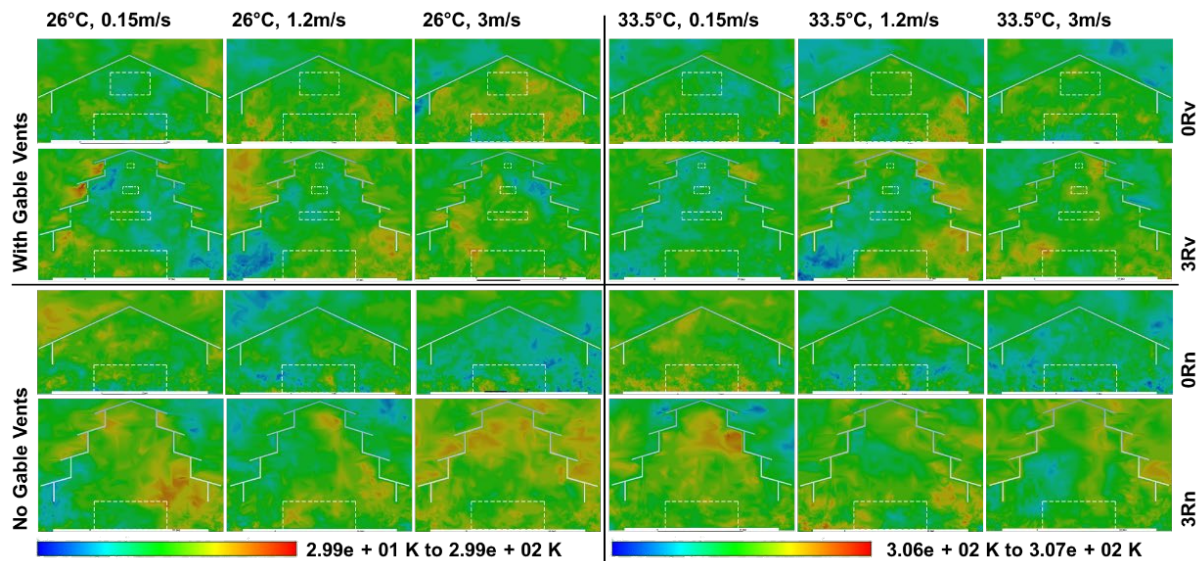 26°C, 0.15m/s 26°C, 1.2m/s 26°C, 3m/s 33.5°C, 0.15m/s 33.5°C, 1.2m/s 33.5°C, 3m/s
With Gable Vents
0Rv
3Rv
No Gable Vents
0Rn
3Rn
2.99e + 01 K to 2.99e + 02 K 3.06e + 02 K to 3.07e + 02 K